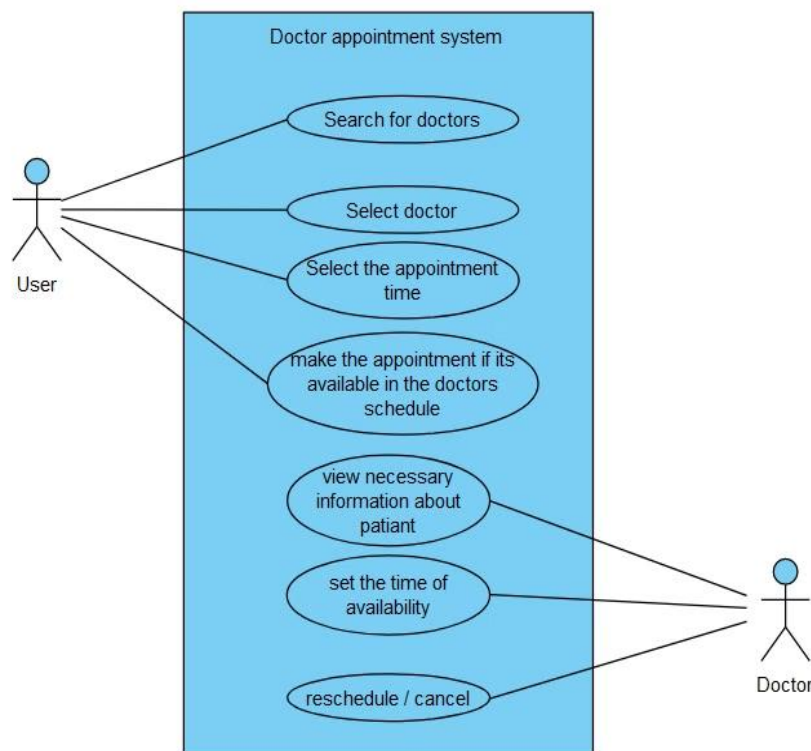 Doctor appointment system
Search for doctors
User
Select doctor
Select the appointment
time
make the appointment if its
available in the doctors
schedule
view necessary
information about
patiant
set the time of
availability
reschedule / cancel
Doctor